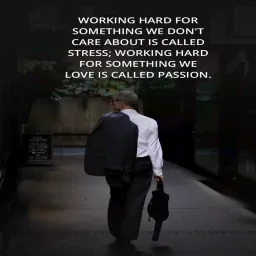 WORKING HARD FOR
SOMETHING WE DON'T
CARE ABOUT IS CALLED
STRESS; WORKING HARD
FOR SOMETHING WE
LOVE IS CALLED PASSION.